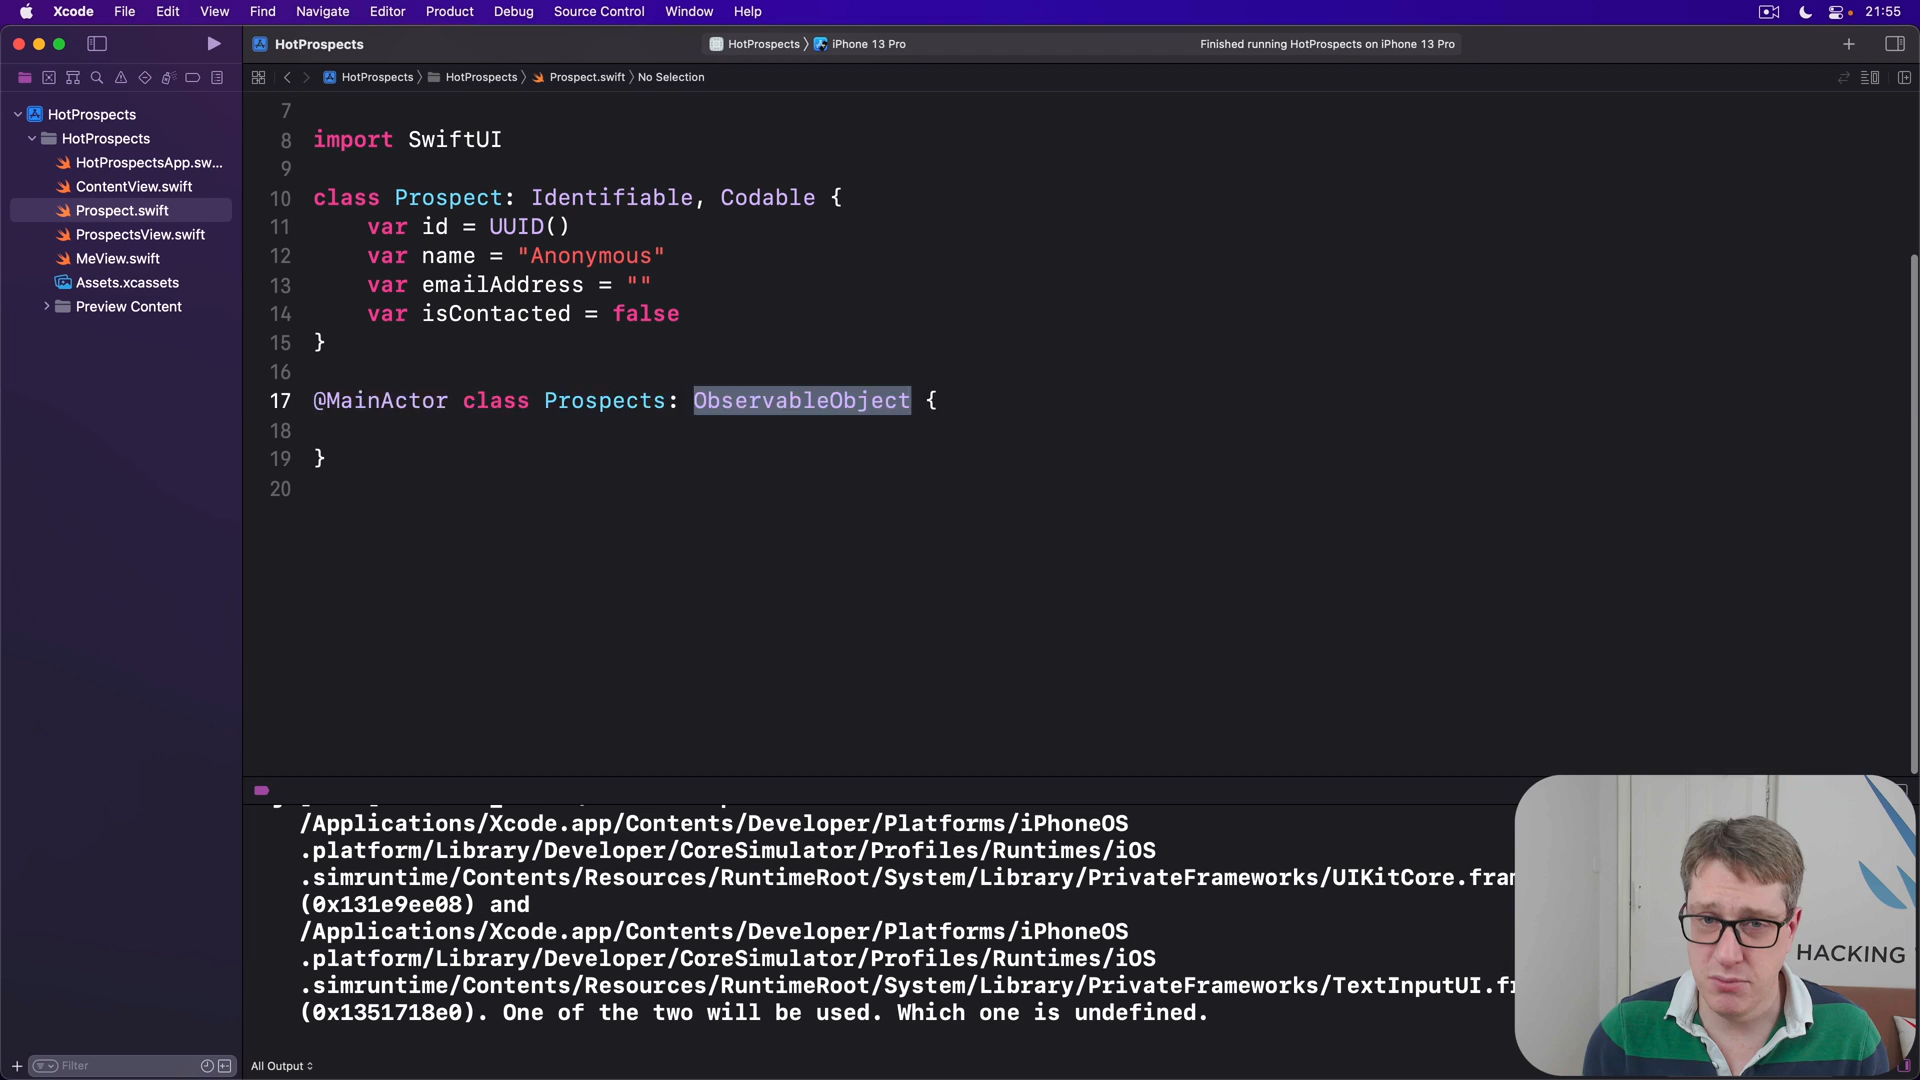 Xcode File Edit View Find Navigate Editor Product Debug Source Control Window Help 21:55
HotProspects HotProspects iPhone 13 Pro Finished running HotProspects on iPhone 13 Pro
HotProspects HotProspects Prospect.swift No Selection
HotProspects
HotProspects
HotProspectsApp.sw...
ContentView.swift
Prospect.swift
ProspectsView.swift
MeView.swift
Assets.xcassets
Preview Content
7
8 import SwiftUI
9
10 class Prospect: Identifiable, Codable {
11 var id = UUID()
12 var name = "Anonymous"
13 var emailAddress = ""
14 var isContacted = false
15 }
16
17 @MainActor class Prospects: ObservableObject {
18
19 }
20
/Applications/Xcode.app/Contents/Developer/Platforms/iPhoneOS
.platform/Library/Developer/CoreSimulator/Profiles/Runtimes/iOS
.simruntime/Contents/Resources/RuntimeRoot/System/Library/PrivateFrameworks/UIKitCore.fram
(0x131e9ee08) and
/Applications/Xcode.app/Contents/Developer/Platforms/iPhoneOS
.platform/Library/Developer/CoreSimulator/Profiles/Runtimes/iOS
.simruntime/Contents/Resources/RuntimeRoot/System/Library/PrivateFrameworks/TextInputUI.fr
(0x1351718e0). One of the two will be used. Which one is undefined.
HACKING
Filter
All Output